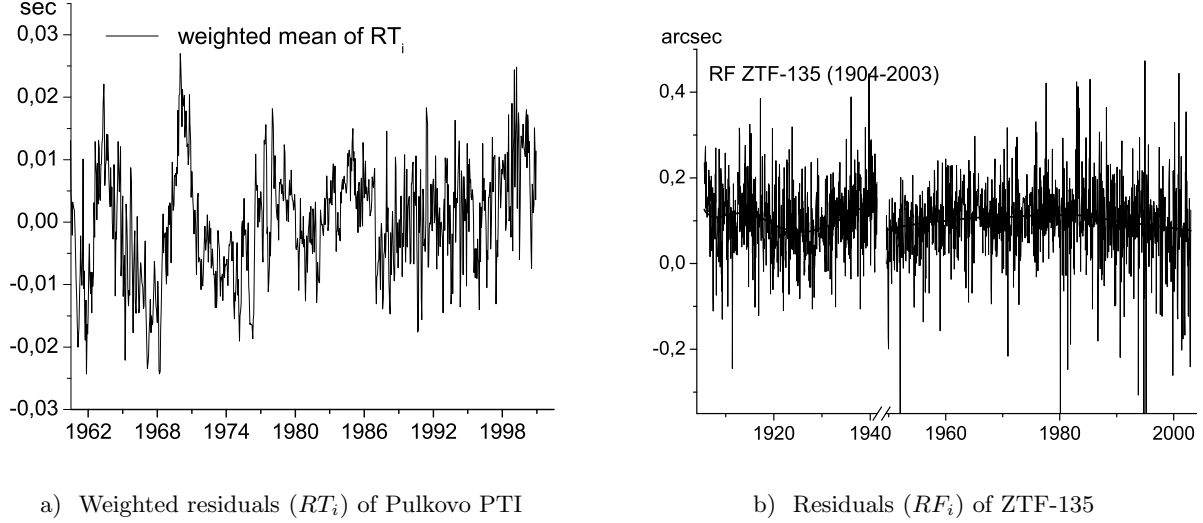 sec
0,03
0,02
0,01
0,00
-0,01
-0,02
-0,03
weighted mean of RTi
1962 1968 1974 1980 1986 1992 1998
a) Weighted residuals (RTi) of Pulkovo PTI
arcsec
RF ZTF-135 (1904-2003)
0,4
0,2
0,0
-0,2
1920 1940 1960 1980 2000
b) Residuals (RFi) of ZTF-135